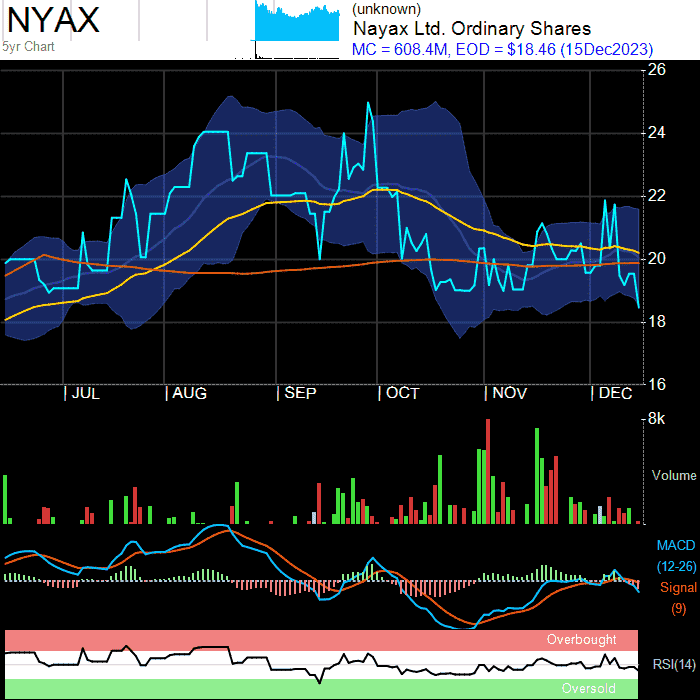 NYAX
5yr Chart
(unknown)
Nayax Ltd. Ordinary Shares
MC = 608.4M, EOD = $18.46 (15Dec2023)
26
24
22
20
18
16
| JUL | AUG | SEP | OCT | NOV | DEC
8k
Volume
MACD
(12-26)
Signal
(9)
Overbought
RSI(14)
Oversold